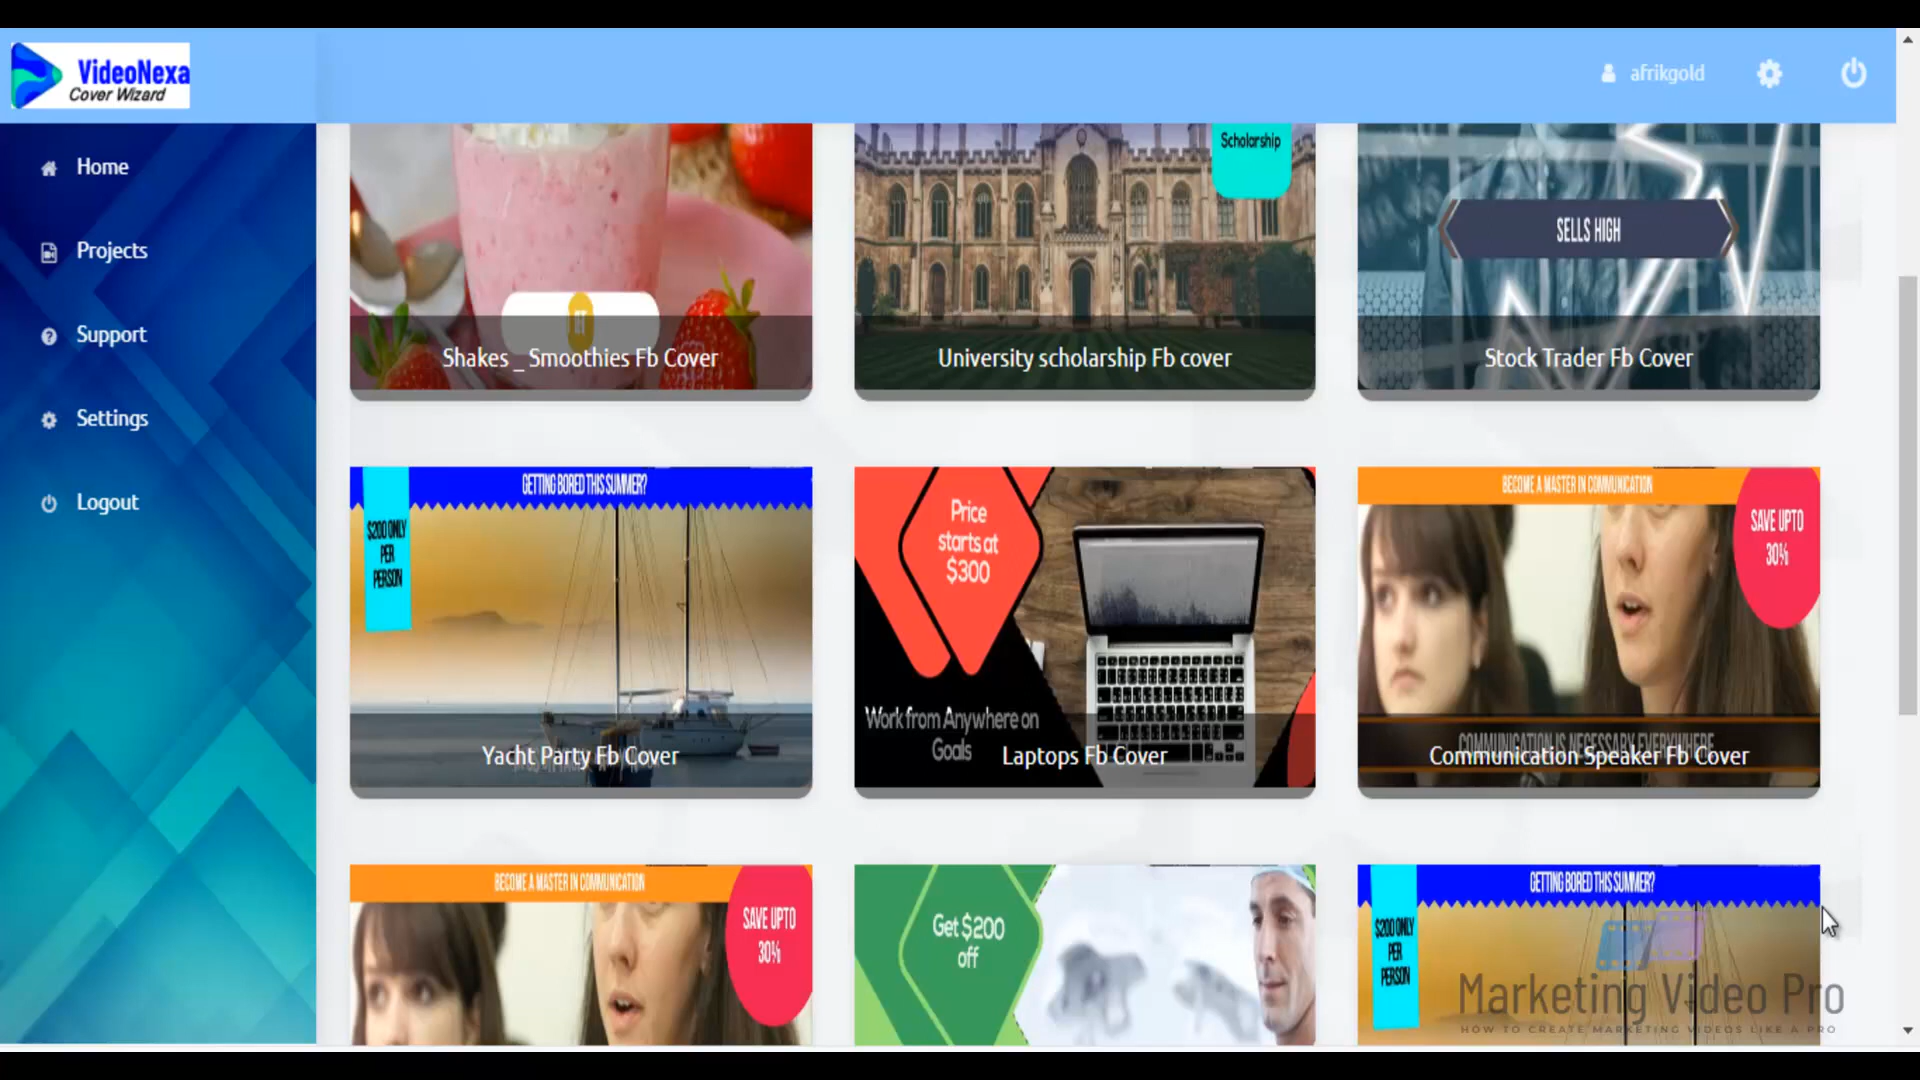 VideoNexa
Cover Wizard
afrikgold
Home
Projects
Support
Settings
Logout
Shakes _ Smoothies Fb Cover
Scholarship
University scholarship Fb cover
SELLS HIGH
Stock Trader Fb Cover
GETTING BORED THIS SUMMER?
$200 ONLY
PER
PERSON
Yacht Party Fb Cover
Price
starts at
$300
Work from Anywhere on
Goals
Laptops Fb Cover
BECOME A MASTER IN COMMUNICATION
SAVE UPTO
30%
COMMUNICATION IS NECESSARY EVERYWHERE
Communication Speaker Fb Cover
BECOME A MASTER IN COMMUNICATION
SAVE UPTO
30%
Get $200
off
GETTING BORED THIS SUMMER?
$200 ONLY
PER
PERSON
Marketing Video Pro
HOW TO CREATE MARKETING VIDEOS LIKE A PRO